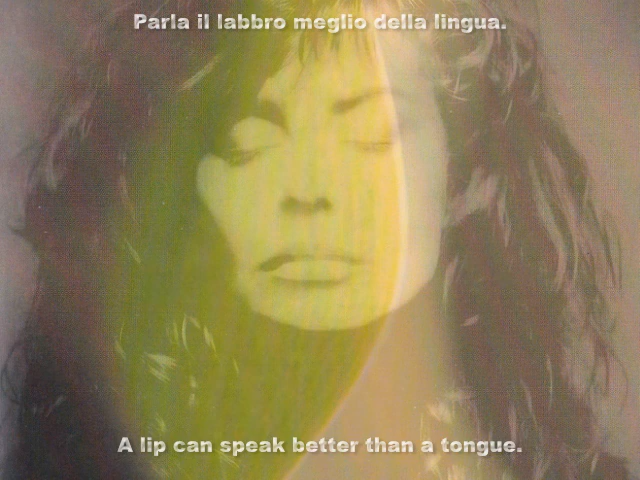 Parla il labbro meglio della lingua.
A lip can speak better than a tongue.